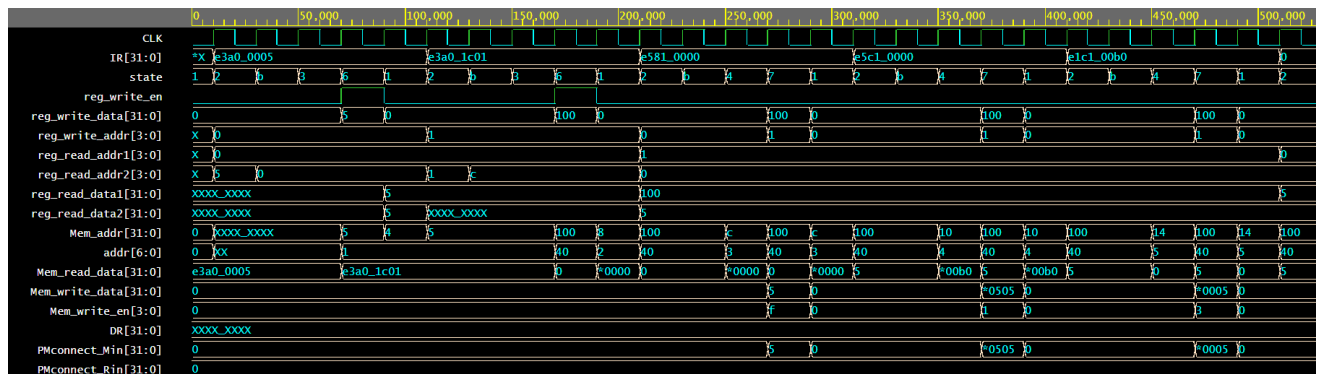 0 50,000 100,000 150,000 200,000 250,000 300,000 350,000 400,000 450,000 500,000
CLK
IR[31:0] *X e3a0_0005 e3a0_1c01 e581_0000 e5c1_0000 e1c1_00b0 0
state 1 2 b 3 6 1 2 b 3 6 1 2 b 4 7 1 2 b 4 7 1 2 b 4 7 1 2
reg_write_en
reg_write_data[31:0] 0 5 0 100 0 100 0 100 0 100 0
reg_write_addr[3:0] X 0 1 0 1 0 1 0 1 0
reg_read_addr1[3:0] X 0 1 0
reg_read_addr2[3:0] X 5 0 1 c 0
reg_read_data1[31:0] XXXX_XXXX 5 100 5
reg_read_data2[31:0] XXXX_XXXX 5 XXXX_XXXX 5
Mem_addr[31:0] 0 XXXX_XXXX 5 4 5 100 8 100 c 100 c 100 10 100 10 100 14 100 14 100
addr[6:0] 0 XX 1 40 2 40 3 40 3 40 4 40 4 40 5 40 5 40
Mem_read_data[31:0] e3a0_0005 e3a0_1c01 0 *0000 0 *0000 0 *0000 5 *00b0 5 *00b0 5 0 5 0 5
Mem_write_data[31:0] 0 5 0 *0505 0 *0005 0
Mem_write_en[3:0] 0 f 0 1 0 3 0
DR[31:0] XXXX_XXXX
PMconnect_Min[31:0] 0 5 0 *0505 0 *0005 0
PMconnect_Rin[31:0] 0